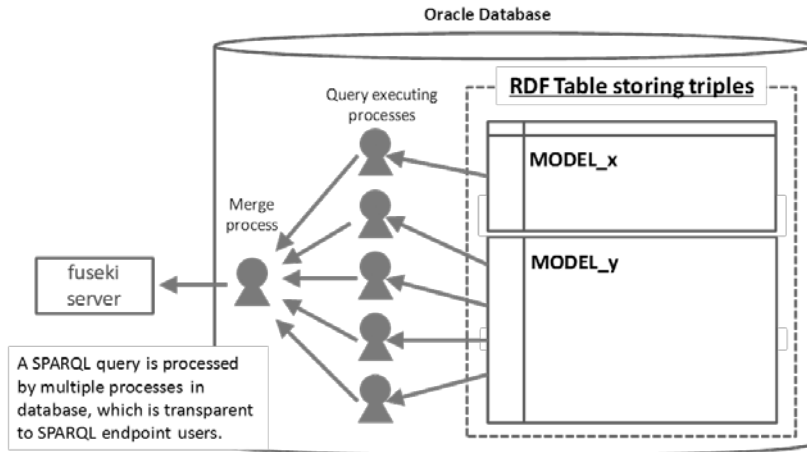 Oracle Database
RDF Table storing triples
Query executing
processes
MODEL_x
Merge
process
MODEL_y
fuseki
server
A SPARQL query is processed
by multiple processes in
database, which is transparent
to SPARQL endpoint users.